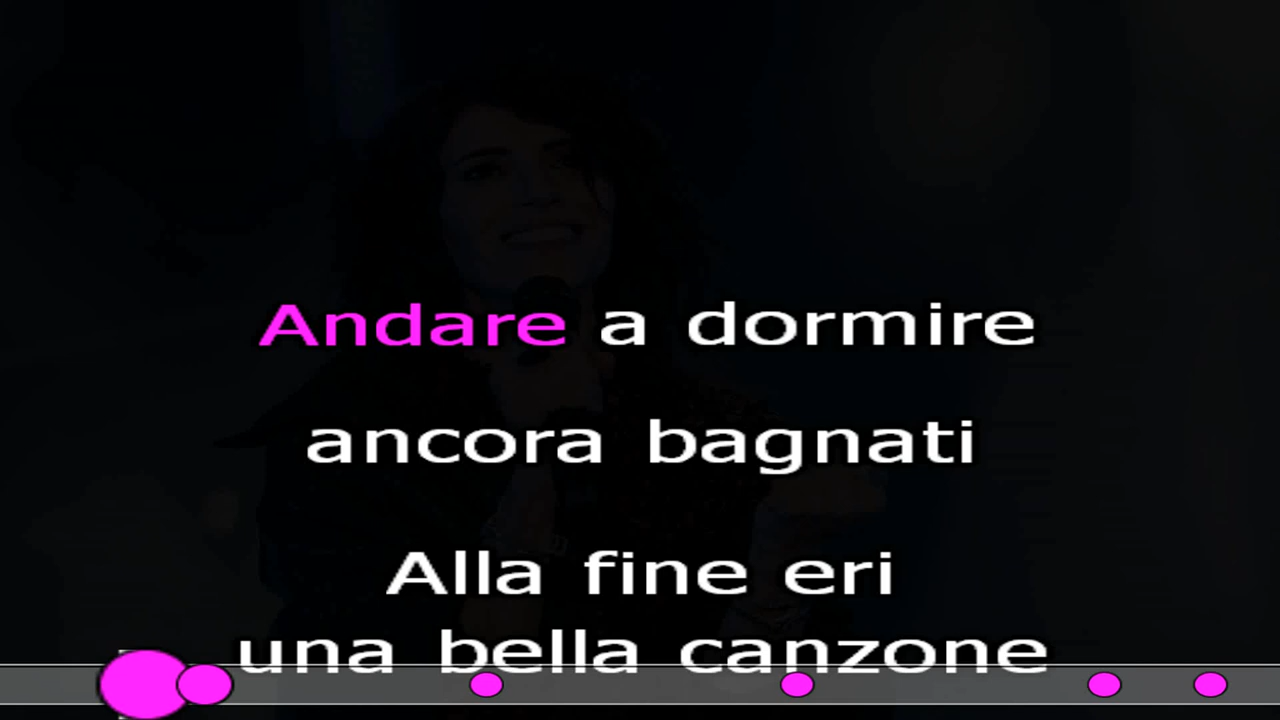 Andare a dormire
ancora bagnati
Alla fine eri
una bella canzone